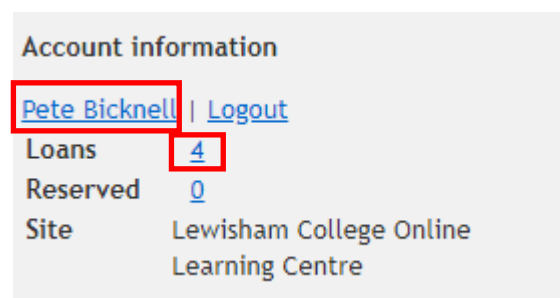 Account information
Pete Bicknell | Logout
Loans 4
Reserved 0
Site Lewisham College Online
Learning Centre